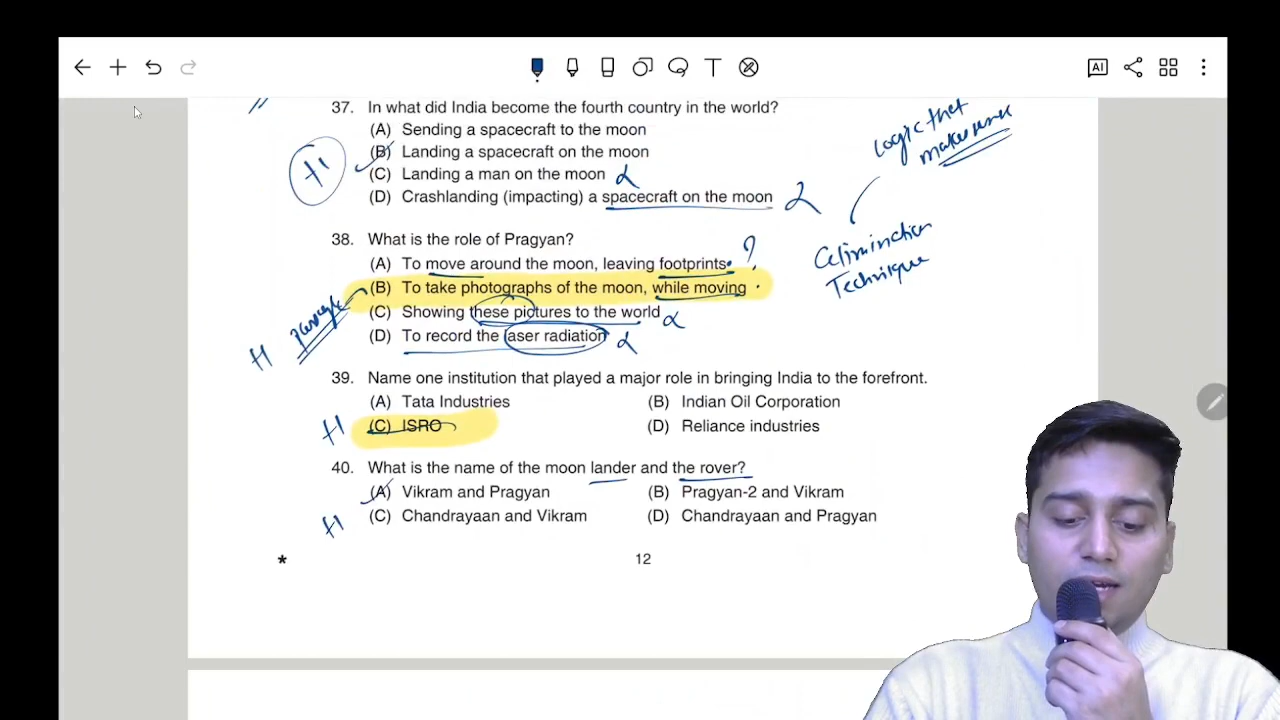 AI
37. In what did India become the fourth country in the world?
(A) Sending a spacecraft to the moon
(B) Landing a spacecraft on the moon
(C) Landing a man on the moon
(D) Crashlanding (impacting) a spacecraft on the moon
Logic that
makes sense
38. What is the role of Pragyan?
(A) To move around the moon, leaving footprints. ?
(B) To take photographs of the moon, while moving
(C) Showing these pictures to the world
(D) To record the laser radiation
Technique
39. Name one institution that played a major role in bringing India to the forefront.
(A) Tata Industries
(B) Indian Oil Corporation
(C) ISRO
(D) Reliance industries
40. What is the name of the moon lander and the rover?
(A) Vikram and Pragyan
(B) Pragyan-2 and Vikram
(C) Chandrayaan and Vikram
(D) Chandrayaan and Pragyan
*
12